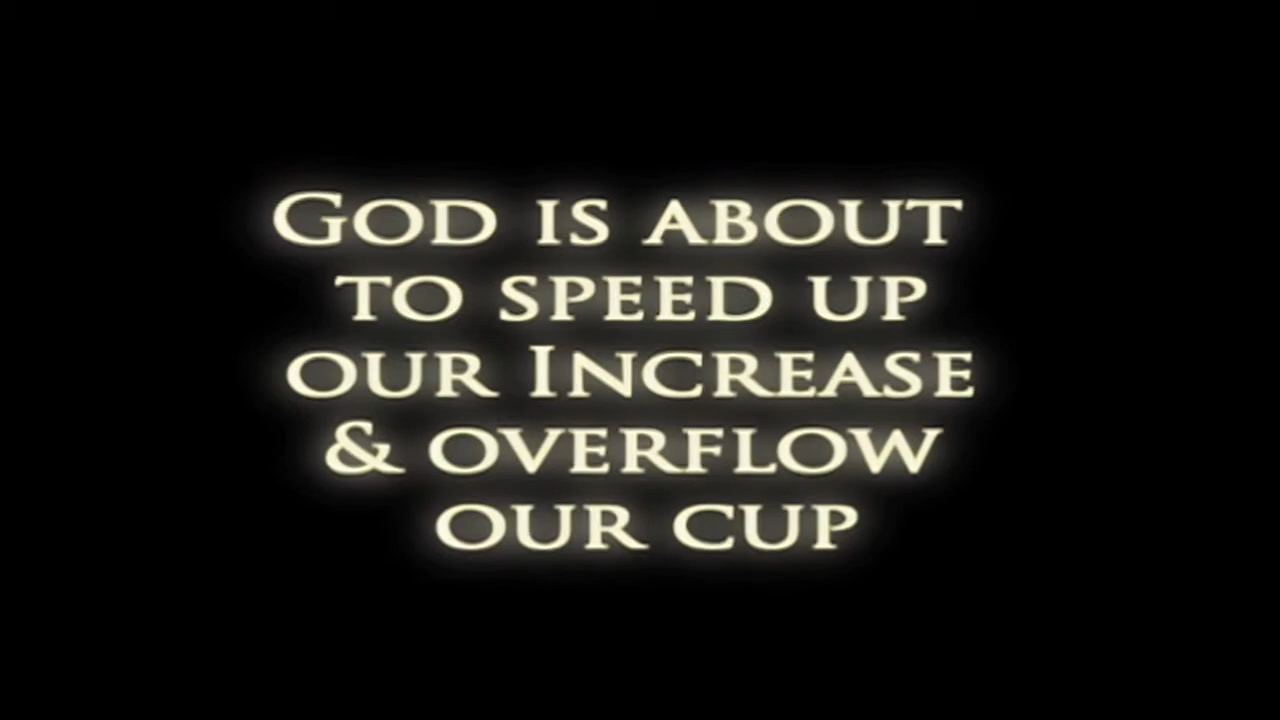 God is about
to speed up
our Increase
& overflow
our cup